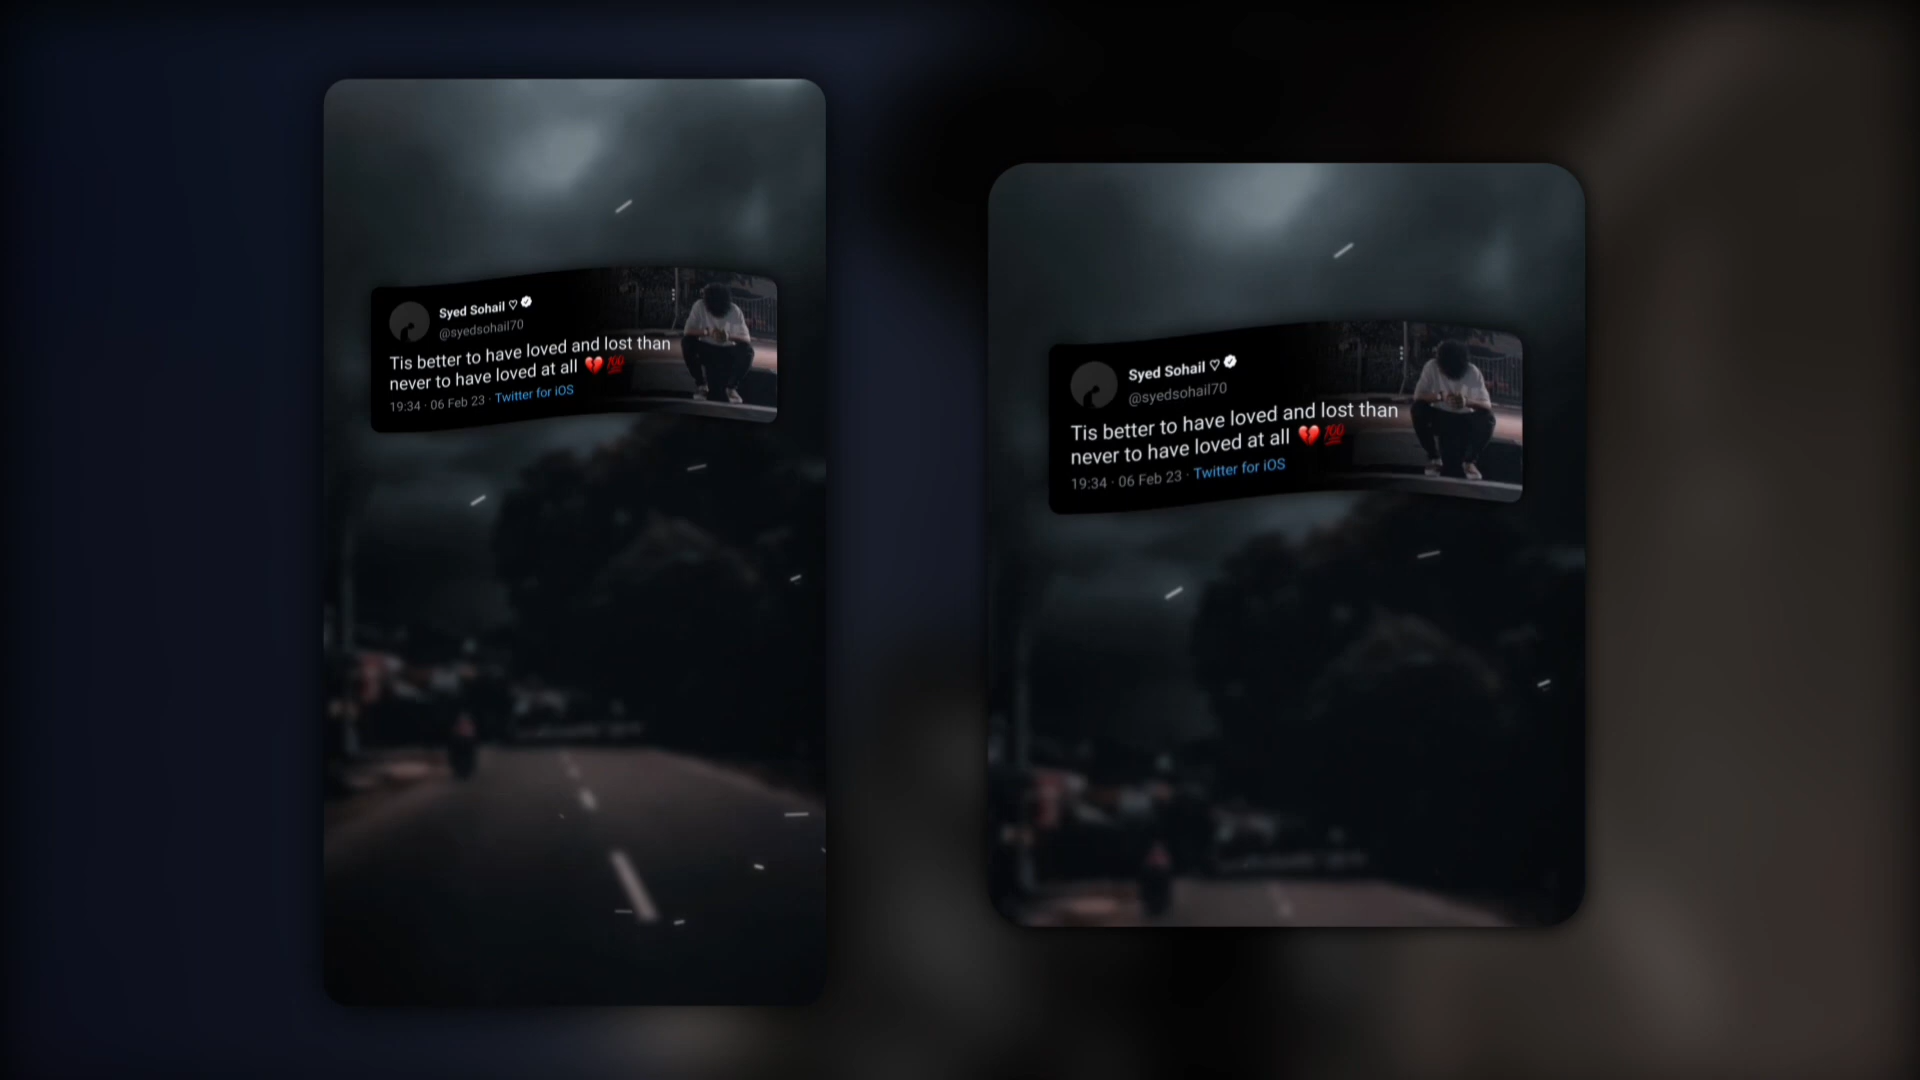 Syed Sohail ♡
@syedsohail70
Tis better to have loved and lost than
never to have loved at all 💔💯
19:34 · 06 Feb 23 · Twitter for iOS
Syed Sohail ♡
@syedsohail70
Tis better to have loved and lost than
never to have loved at all 💔💯
19:34 · 06 Feb 23 · Twitter for iOS